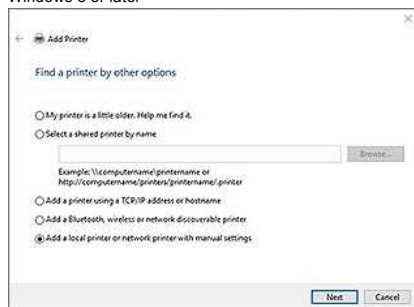 Windows 8 or later
Add Printer
Find a printer by other options
My printer is a little older. Help me find it.
Select a shared printer by name
Browse...
Example: \\computername\printername or
http://computername/printers/printername/.printer
Add a printer using a TCP/IP address or hostname
Add a Bluetooth, wireless or network discoverable printer
Add a local printer or network printer with manual settings
Next
Cancel